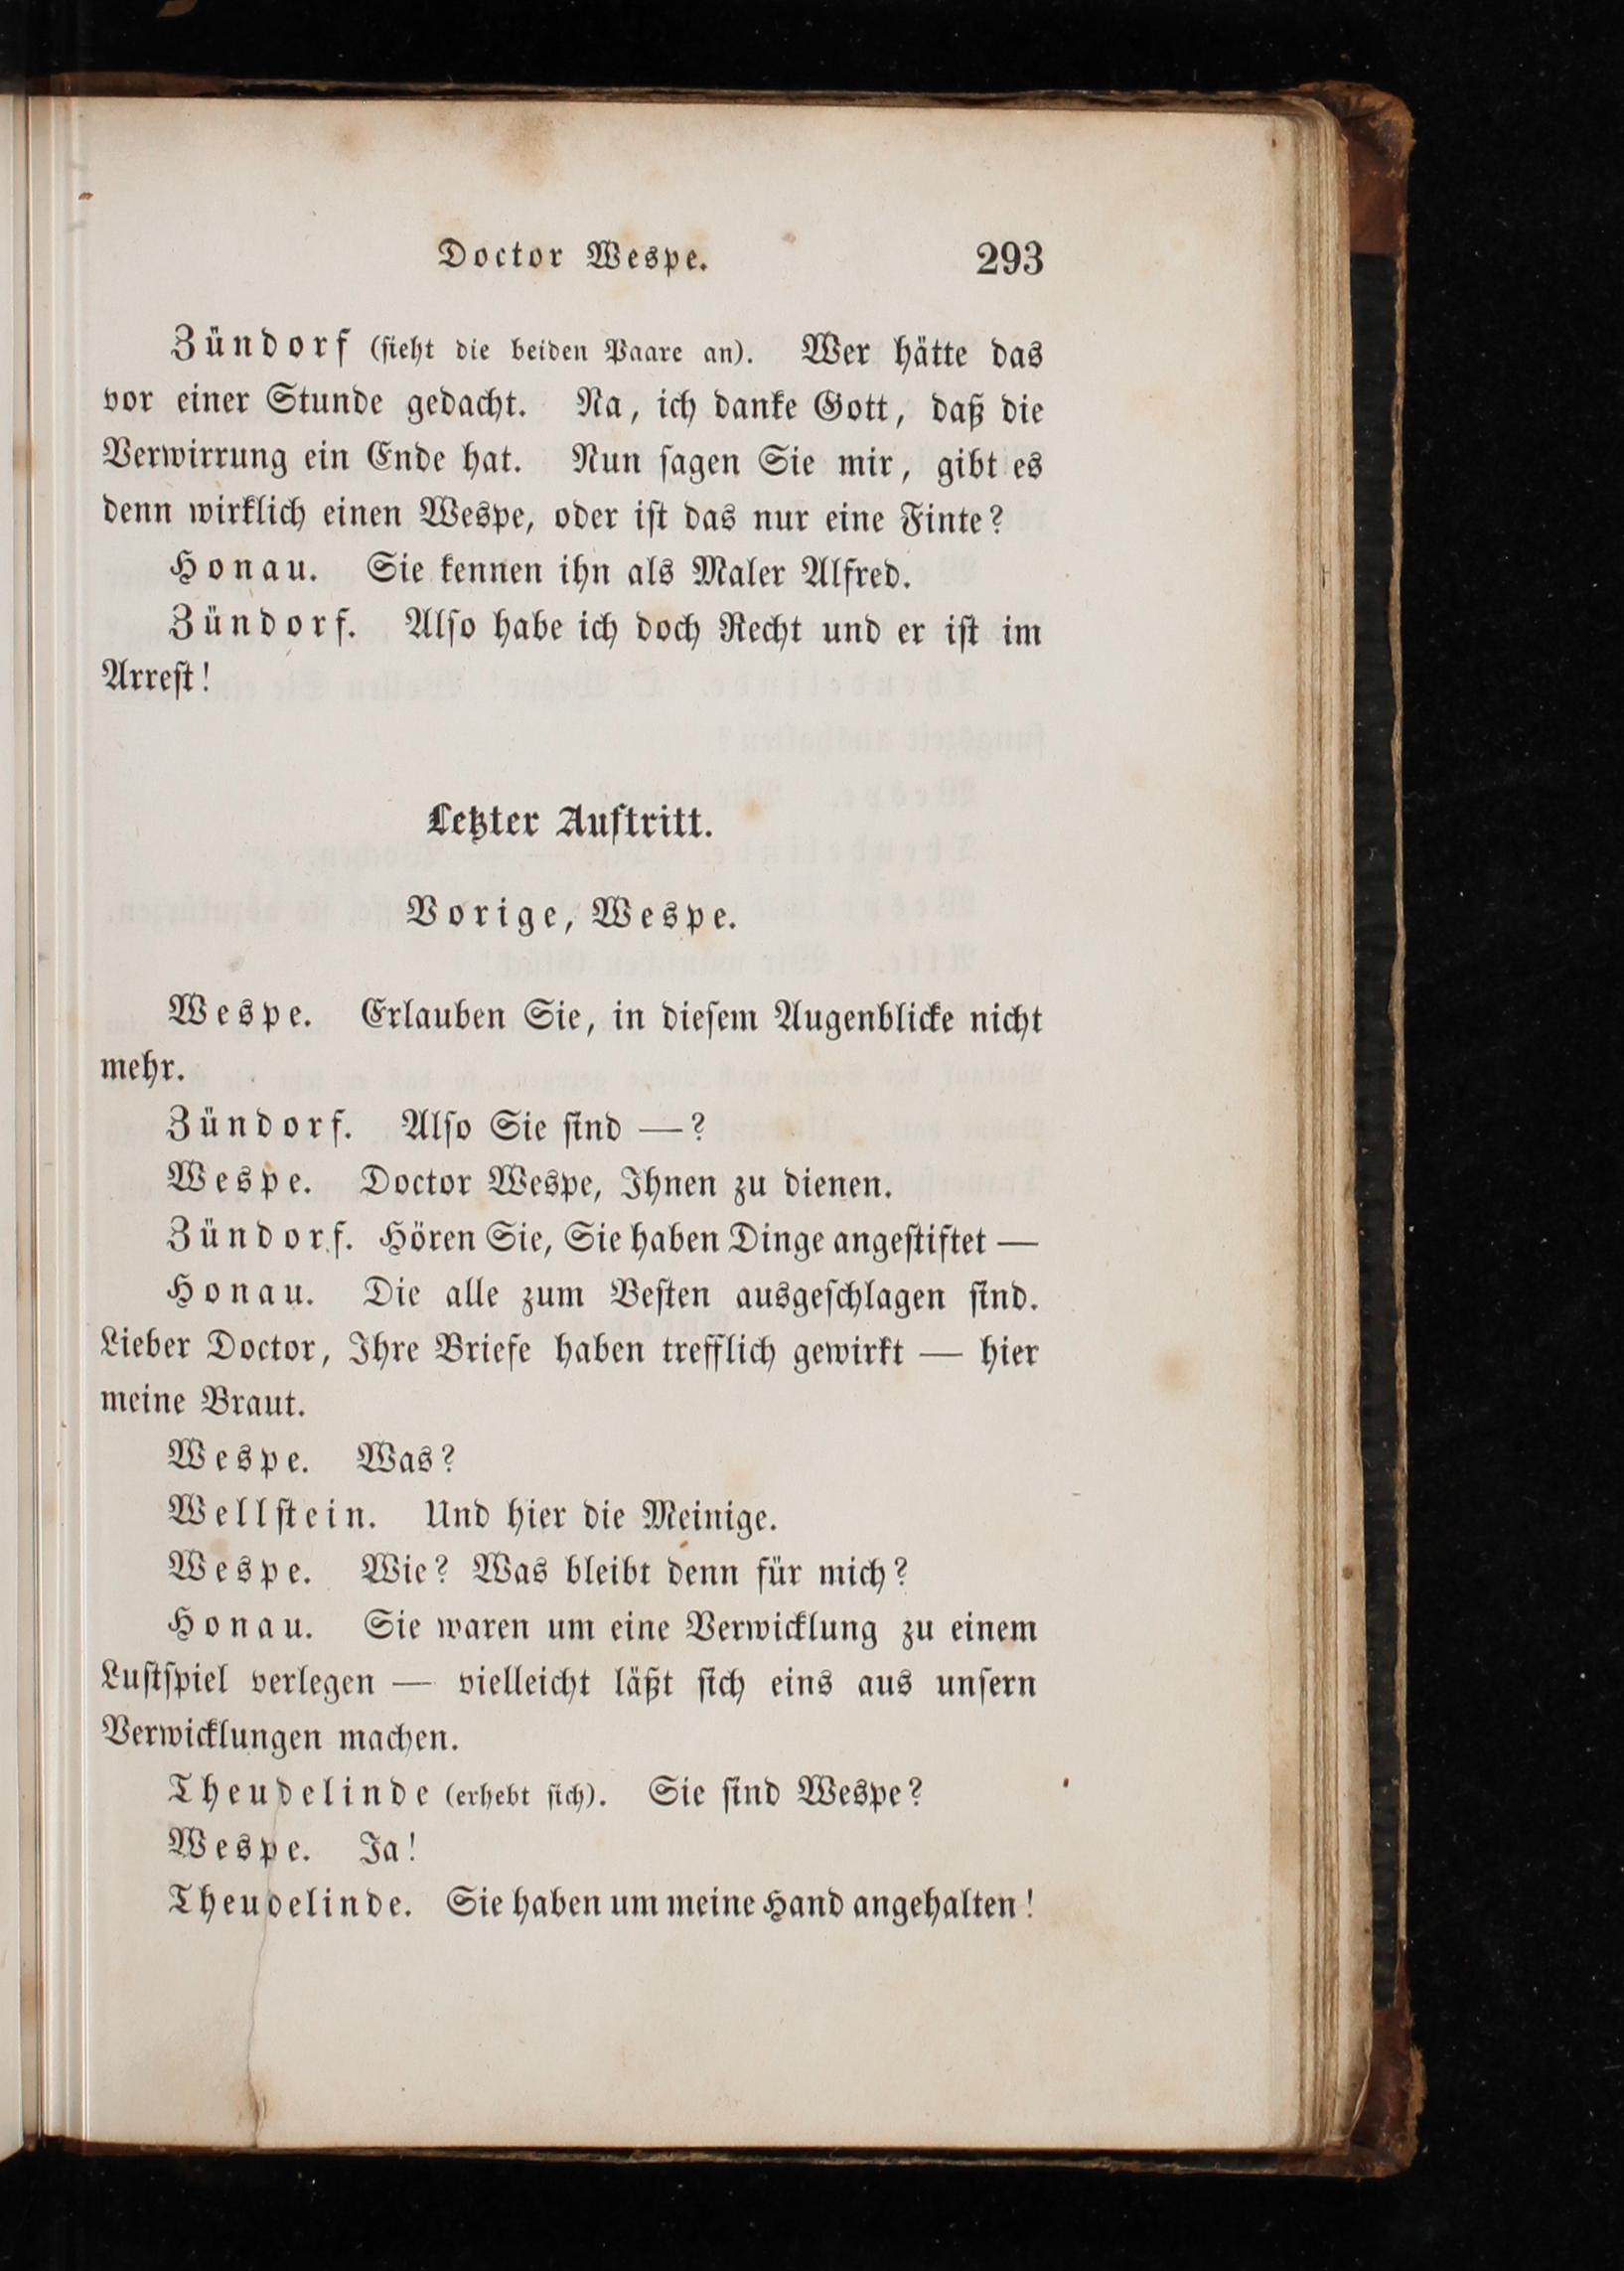 Doctor Wespe. 293
Zündorf (sieht die beiden Paare an). Wer hätte das
vor einer Stunde gedacht. Na, ich danke Gott, daß die
Verwirrung ein Ende hat. Nun sagen Sie mir, gibt es
denn wirklich einen Wespe, oder ist das nur eine Finte?
Honau. Sie kennen ihn als Maler Alfred.
Zündorf. Also habe ich doch Recht und er ist im
Arrest!
Letzter Auftritt.
Vorige, Wespe.
Wespe. Erlauben Sie, in diesem Augenblicke nicht
mehr.
Zündorf. Also Sie sind —?
Wespe. Doctor Wespe, Ihnen zu dienen.
Zündorf. Hören Sie, Sie haben Dinge angestiftet —
Honau. Die alle zum Besten ausgeschlagen sind.
Lieber Doctor, Ihre Briefe haben trefflich gewirkt — hier
meine Braut.
Wespe. Was?
Wellstein. Und hier die Meinige.
Wespe. Wie? Was bleibt denn für mich?
Honau. Sie waren um eine Verwicklung zu einem
Lustspiel verlegen — vielleicht läßt sich eins aus unsern
Verwicklungen machen.
Theudelinde (erhebt sich). Sie sind Wespe?
Wespe. Ja!
Theudelinde. Sie haben um meine Hand angehalten!